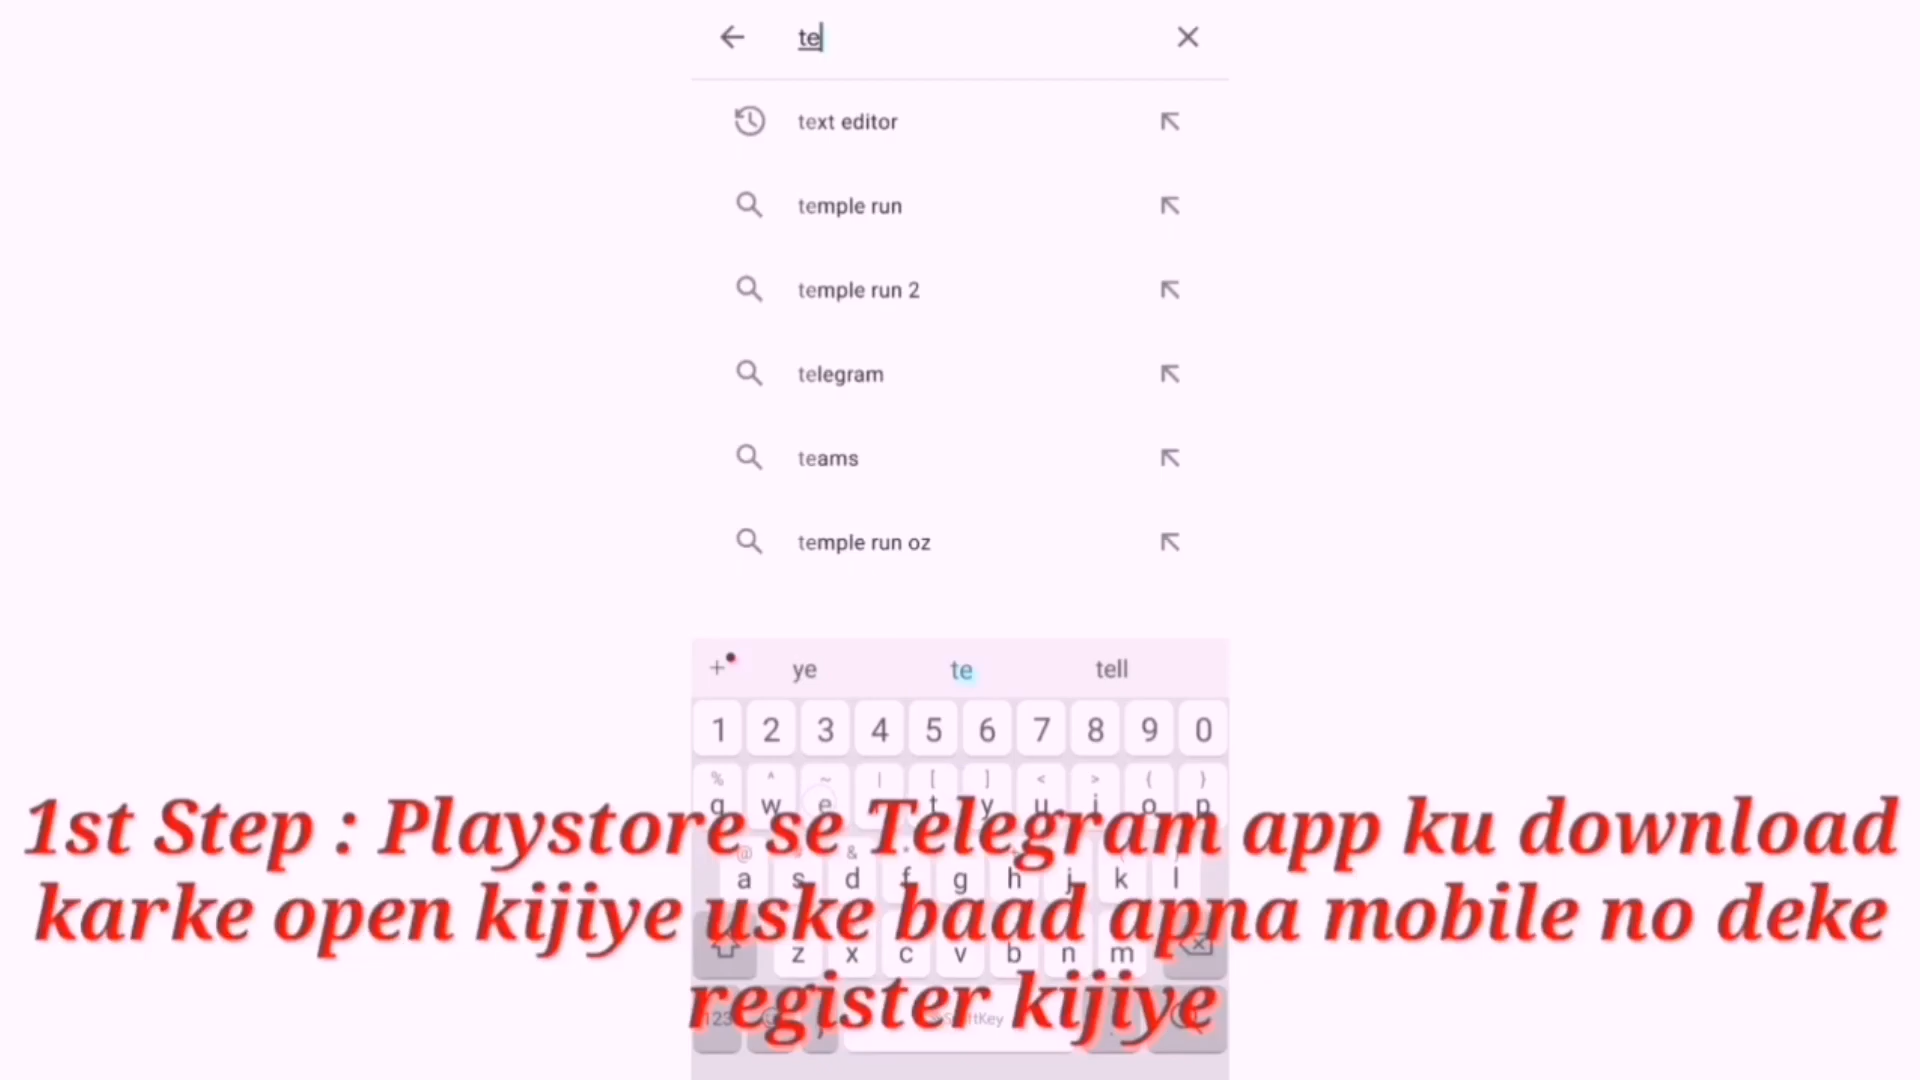 te
text editor
temple run
temple run 2
telegram
teams
temple run oz
ye te tell
1 2 3 4 5 6 7 8 9 0
% ^ ~ | [ ] < > { }
q w e t y u i o p
1st Step : Playstore se Telegram app ku download
@ &
a s d f g h j k l
karke open kijiye uske baad apna mobile no deke
z x c v b n m
register kijiye
123